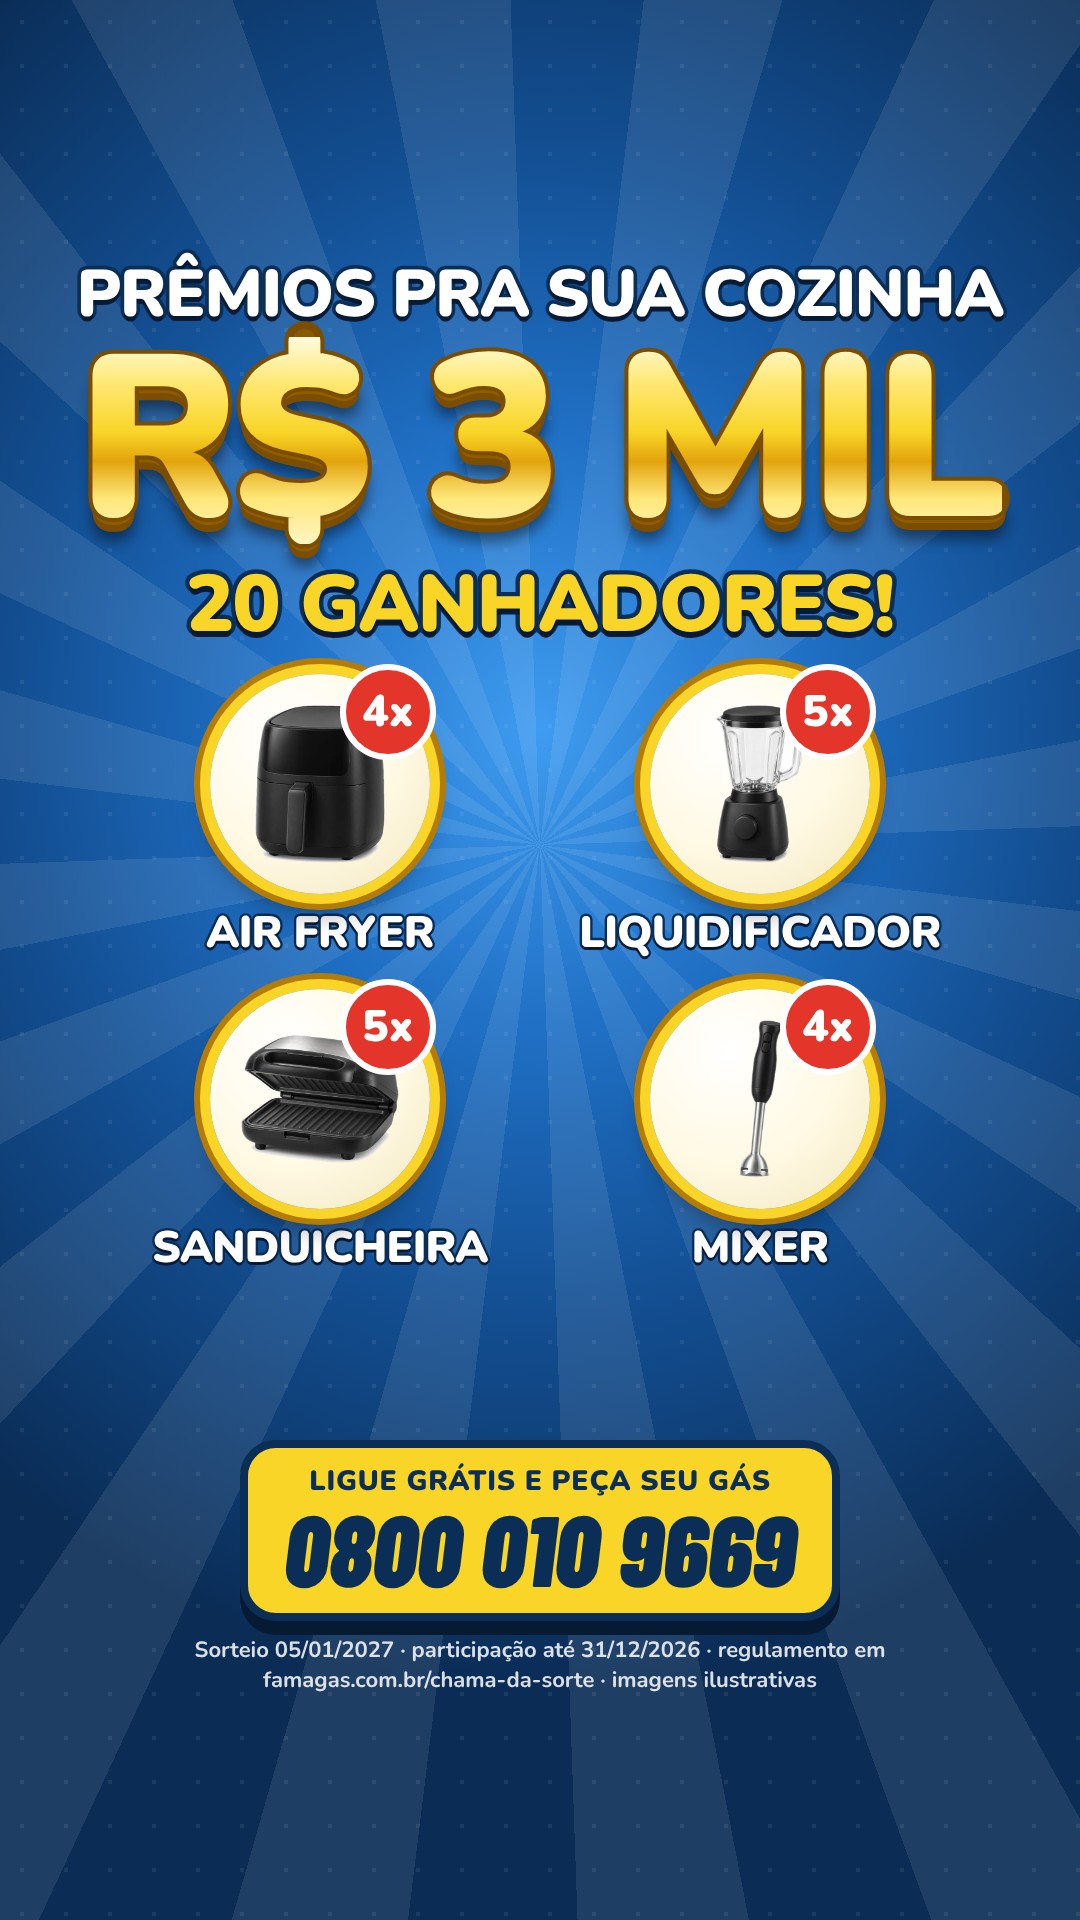 PRÊMIOS PRA SUA COZINHA
R$ 3 MIL
20 GANHADORES!
4x
5x
AIR FRYER
LIQUIDIFICADOR
5x
4x
SANDUICHEIRA
MIXER
LIGUE GRÁTIS E PEÇA SEU GÁS
0800 010 9669
Sorteio 05/01/2027 · participação até 31/12/2026 · regulamento em
famagas.com.br/chama-da-sorte · imagens ilustrativas